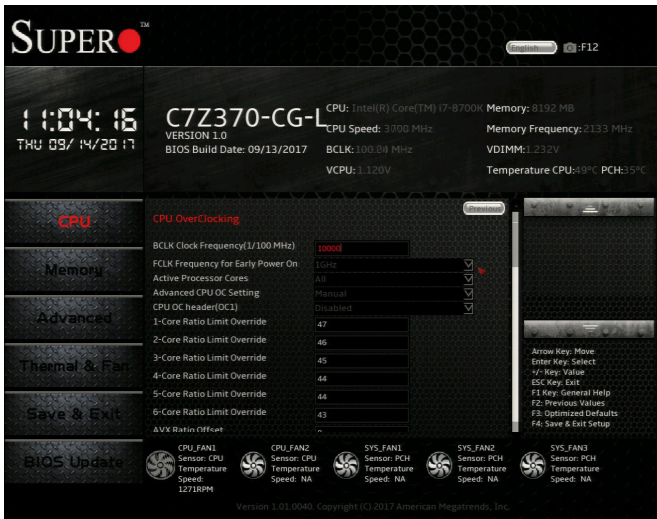 SUPER
TM
English
:F12
11:04:16
THU 09/14/2017
C7Z370-CG-L
VERSION 1.0
BIOS Build Date: 09/13/2017
CPU: Intel(R) Core(TM) i7-8700K
CPU Speed: 3700 MHz
BCLK:100.04 MHz
VCPU:1.120V
Memory: 8192 MB
Memory Frequency:2133 MHz
VDIMM:1.232V
Temperature CPU:49°C PCH:35°C
CPU
Memory
Advanced
Thermal & Fan
Save & Exit
BIOS Update
CPU OverClocking
Previous
BCLK Clock Frequency(1/100 MHz) 10000
FCLK Frequency for Early Power On 1GHz
Active Processor Cores All
Advanced CPU OC Setting Manual
CPU OC header(OC1) Disabled
1-Core Ratio Limit Override 47
2-Core Ratio Limit Override 46
3-Core Ratio Limit Override 45
4-Core Ratio Limit Override 44
5-Core Ratio Limit Override 44
6-Core Ratio Limit Override 43
AVX Ratio Offset
Arrow Key: Move
Enter Key: Select
+/- Key: Value
ESC Key: Exit
F1 Key: General Help
F2: Previous Values
F3: Optimized Defaults
F4: Save & Exit Setup
CPU_FAN1
Sensor: CPU
Temperature
Speed:
1271RPM
CPU_FAN2
Sensor: CPU
Temperature
Speed: NA
SYS_FAN1
Sensor: PCH
Temperature
Speed: NA
SYS_FAN2
Sensor: PCH
Temperature
Speed: NA
SYS_FAN3
Sensor: PCH
Temperature
Speed: NA
Version 1.01.0040. Copyright (C) 2017 American Megatrends, Inc.